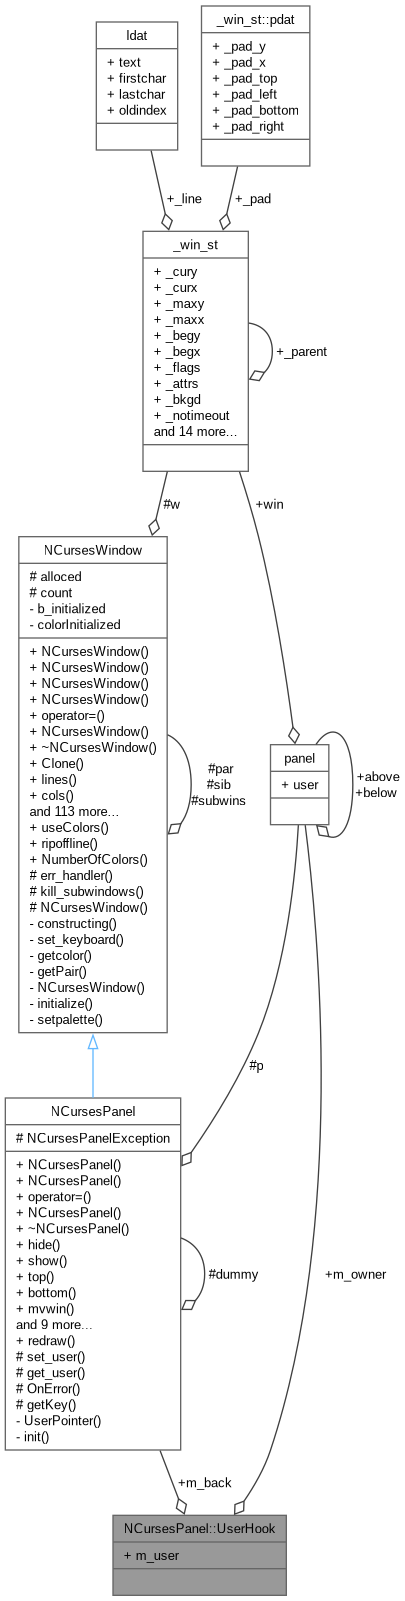 ldat
+ text
+ firstchar
+ lastchar
+ oldindex
_win_st::pdat
+ _pad_y
+ _pad_x
+ _pad_top
+ _pad_left
+ _pad_bottom
+ _pad_right
+_line
+_pad
_win_st
+ _cury
+ _curx
+ _maxy
+ _maxx
+ _begy
+ _begx
+ _flags
+ _attrs
+ _bkgd
+ _notimeout
and 14 more...
+_parent
#w
+win
NCursesWindow
# alloced
# count
- b_initialized
- colorInitialized
+ NCursesWindow()
+ NCursesWindow()
+ NCursesWindow()
+ NCursesWindow()
+ operator=()
+ NCursesWindow()
+ ~NCursesWindow()
+ Clone()
+ lines()
+ cols()
and 113 more...
+ useColors()
+ ripoffline()
+ NumberOfColors()
# err_handler()
# kill_subwindows()
# NCursesWindow()
- constructing()
- set_keyboard()
- getcolor()
- getPair()
- NCursesWindow()
- initialize()
- setpalette()
#par
#sib
#subwins
panel
+ user
+above
+below
#p
NCursesPanel
# NCursesPanelException
+ NCursesPanel()
+ NCursesPanel()
+ operator=()
+ NCursesPanel()
+ ~NCursesPanel()
+ hide()
+ show()
+ top()
+ bottom()
+ mvwin()
and 9 more...
+ redraw()
# set_user()
# get_user()
# OnError()
# getKey()
- UserPointer()
- init()
#dummy
+m_owner
+m_back
NCursesPanel::UserHook
+ m_user